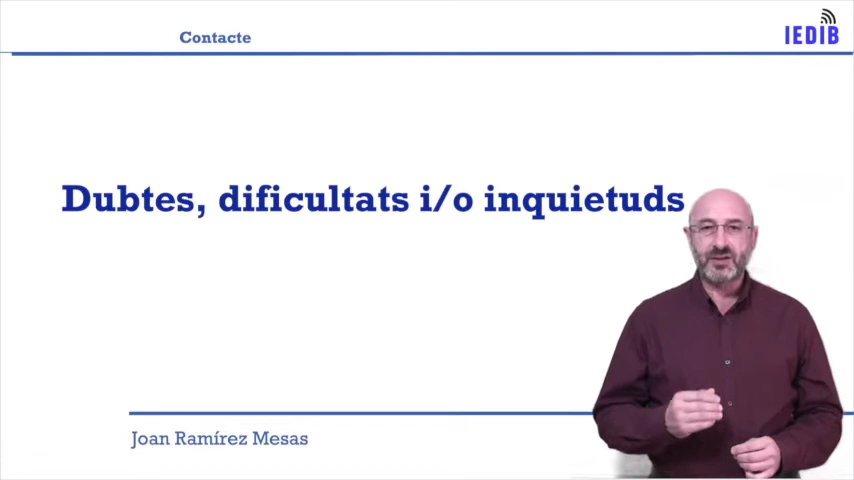 Contacte
IEDIB
Dubtes, dificultats i/o inquietuds
Joan Ramírez Mesas